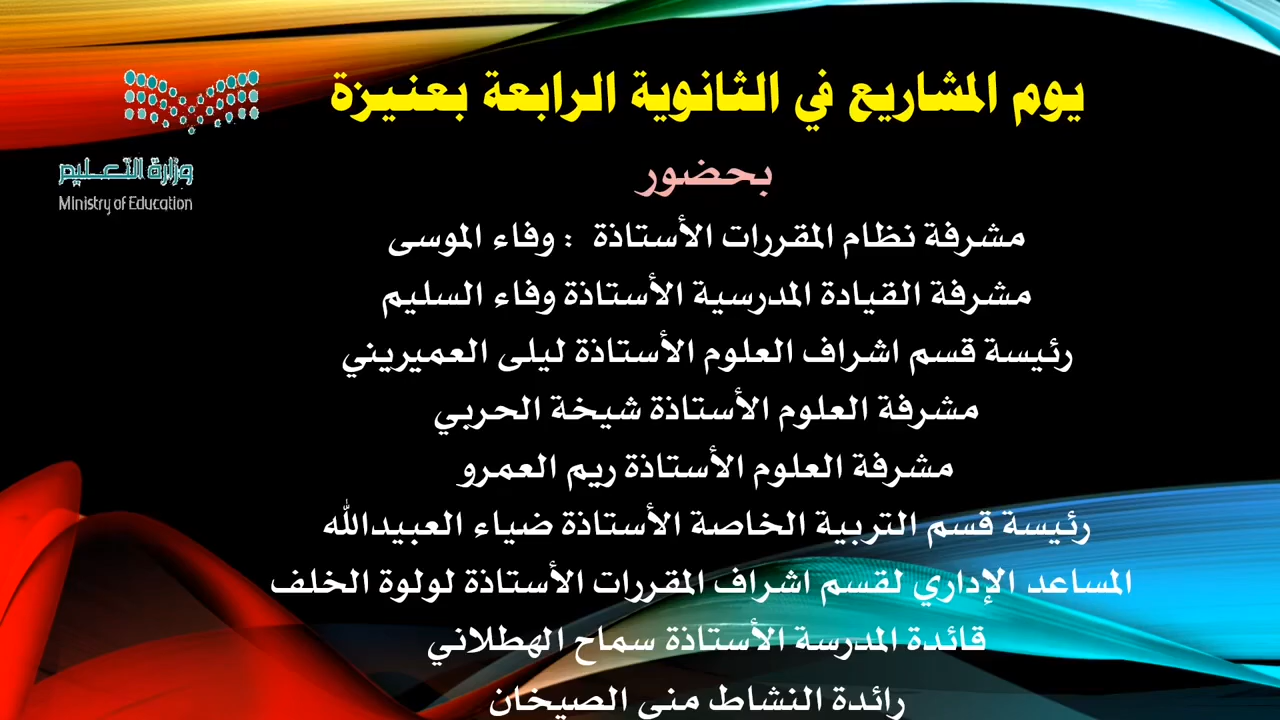 يوم المشاريع في الثانوية الرابعة بعنيزة
وزارة التعليم
Ministry of Education
بحضور
مشرفة نظام المقررات الأستاذة : وفاء الموسى
مشرفة القيادة المدرسية الأستاذة وفاء السليم
رئيسة قسم اشراف العلوم الأستاذة ليلى العميريني
مشرفة العلوم الأستاذة شيخة الحربي
مشرفة العلوم الأستاذة ريم العمرو
رئيسة قسم التربية الخاصة الأستاذة ضياء العبيدالله
المساعد الإداري لقسم اشراف المقررات الأستاذة لولوة الخلف
قائدة المدرسة الأستاذة سماح الهطلاني
رائدة النشاط منى الصيخان